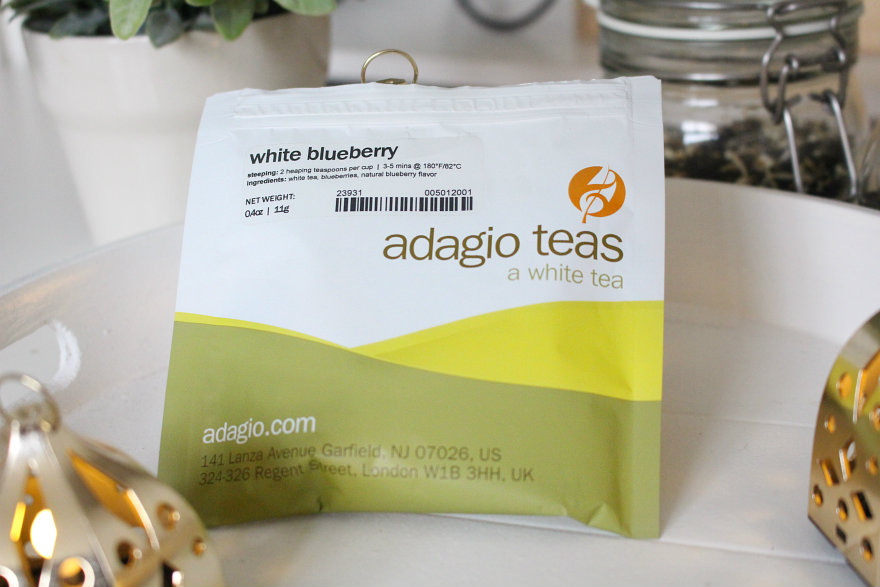 white blueberry
steeping: 2 heaping teaspoons per cup | 3-5 mins @ 180°F/82°C
ingredients: white tea, blueberries, natural blueberry flavor
NET WEIGHT:
0.4oz | 11g
23931 005012001
adagio teas
a white tea
adagio.com
141 Lanza Avenue Garfield, NJ 07026, US
324-326 Regent Street, London W1B 3HH, UK